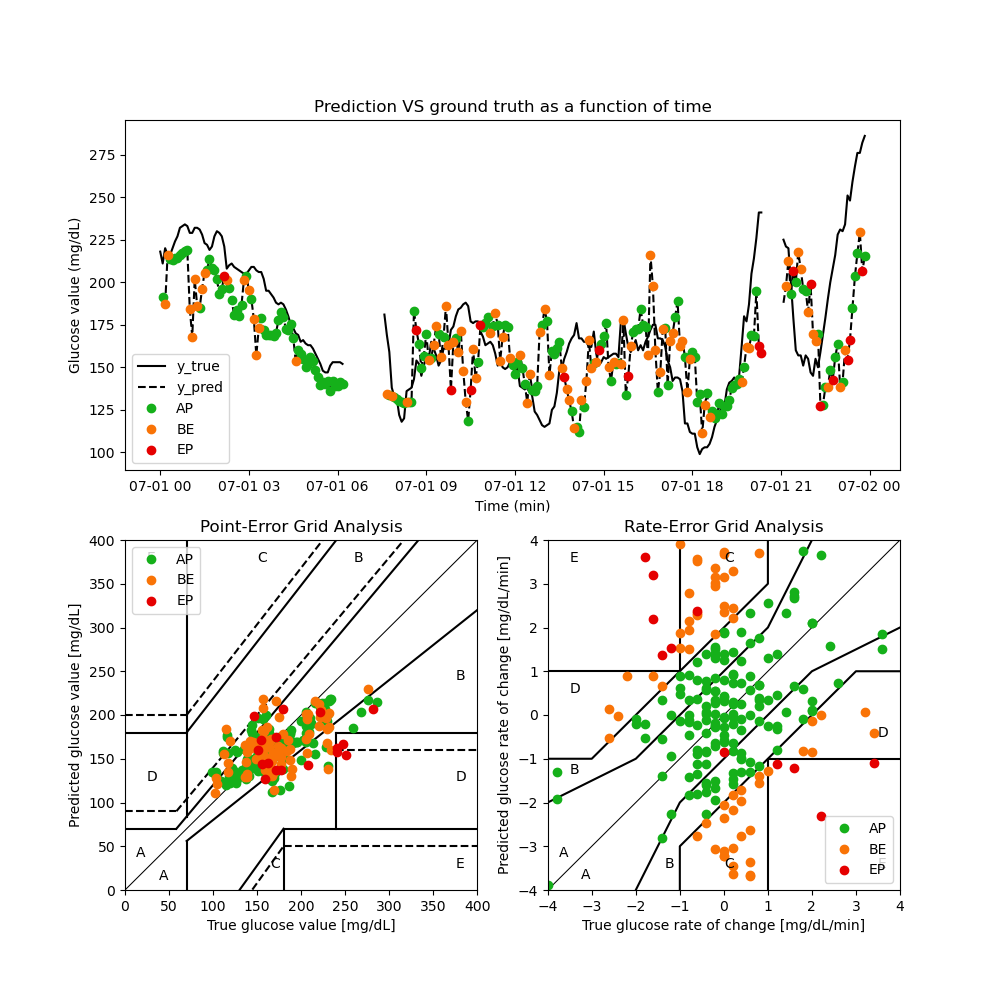 Prediction VS ground truth as a function of time
Glucose value (mg/dL)
275
250
225
200
175
150
125
100
y_true
y_pred
AP
BE
EP
07-01 00 07-01 03 07-01 06 07-01 09 07-01 12 07-01 15 07-01 18 07-01 21 07-02 00
Time (min)
Point-Error Grid Analysis
Predicted glucose value [mg/dL]
400
350
300
250
200
150
100
50
0
AP
BE
EP
C
B
B
D
D
A
A
C
E
0 50 100 150 200 250 300 350 400
True glucose value [mg/dL]
Rate-Error Grid Analysis
Predicted glucose rate of change [mg/dL/min]
4
3
2
1
0
−1
−2
−3
−4
E
C
D
D
B
A
A
B
C
AP
BE
EP
−4 −3 −2 −1 0 1 2 3 4
True glucose rate of change [mg/dL/min]